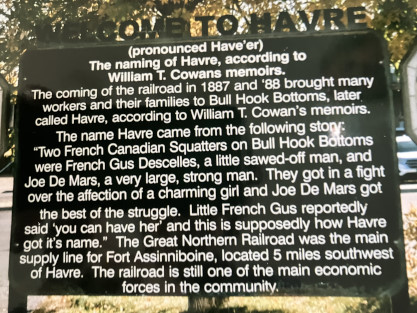 WELCOME TO HAVRE
(pronounced Have'er)
The naming of Havre, according to
William T. Cowans memoirs.
The coming of the railroad in 1887 and '88 brought many
workers and their families to Bull Hook Bottoms, later
called Havre, according to William T. Cowan's memoirs.
The name Havre came from the following story:
"Two French Canadian Squatters on Bull Hook Bottoms
were French Gus Descelles, a little sawed-off man, and
Joe De Mars, a very large, strong man. They got in a fight
over the affection of a charming girl and Joe De Mars got
the best of the struggle. Little French Gus reportedly
said 'you can have her' and this is supposedly how Havre
got it's name." The Great Northern Railroad was the main
supply line for Fort Assinniboine, located 5 miles southwest
of Havre. The railroad is still one of the main economic
forces in the community.